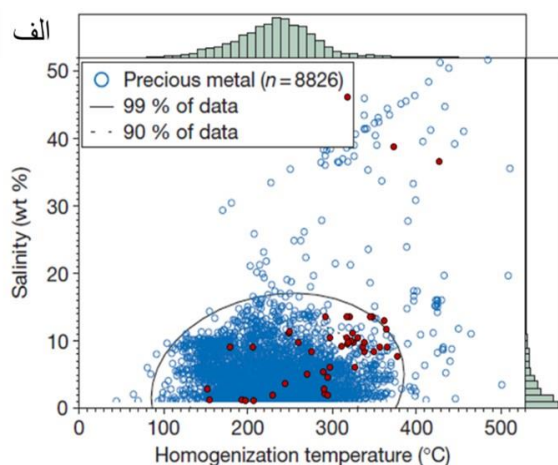 الف
Precious metal (n=8826)
99 % of data
90 % of data
Salinity (wt %)
50
40
30
20
10
0
0 100 200 300 400 500
Homogenization temperature (°C)